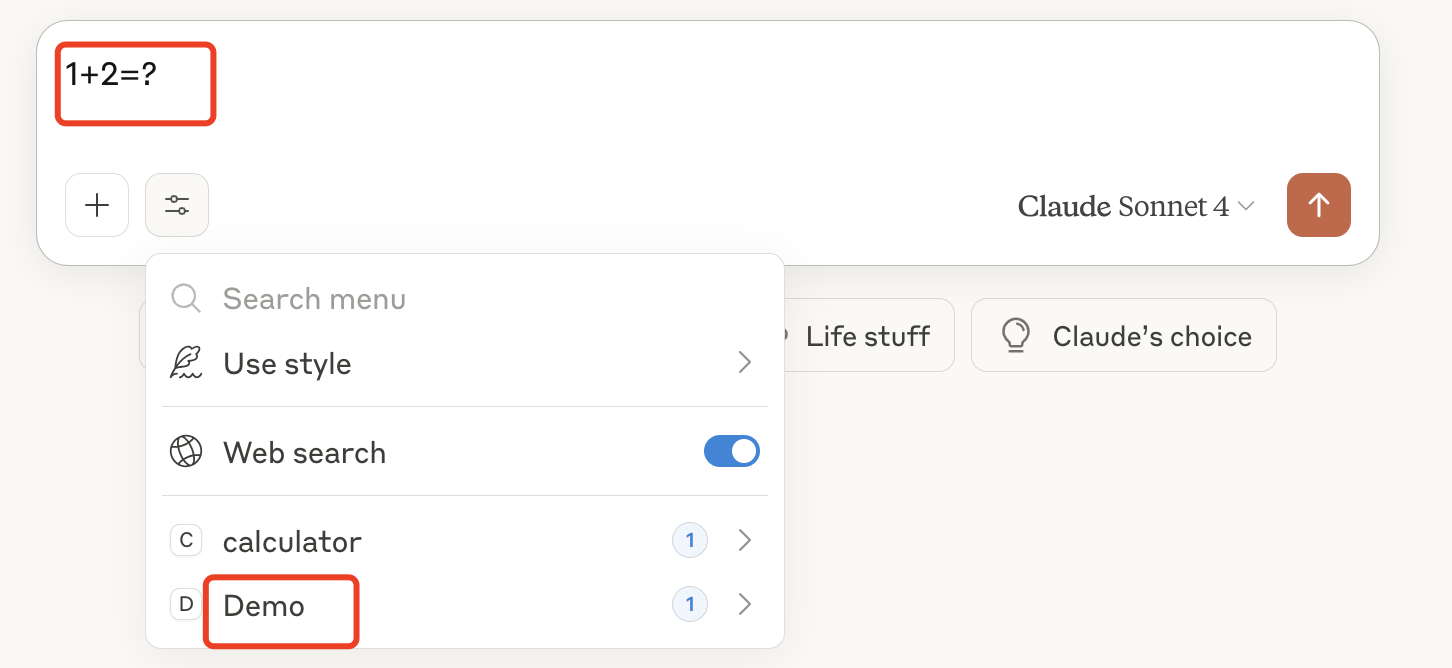 1+2=?
Claude Sonnet 4
Search menu
Use style
Life stuff
Claude’s choice
Web search
C calculator 1
D Demo 1